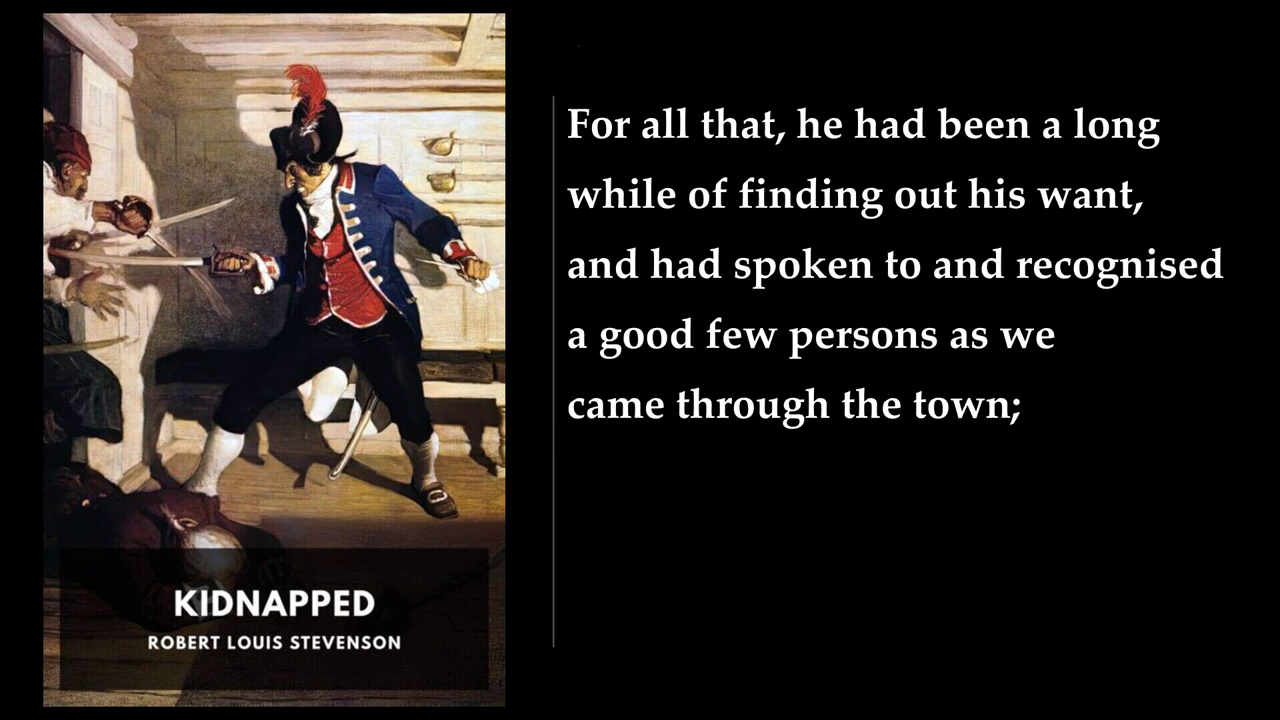 For all that, he had been a long
while of finding out his want,
and had spoken to and recognised
a good few persons as we
came through the town;
KIDNAPPED
ROBERT LOUIS STEVENSON